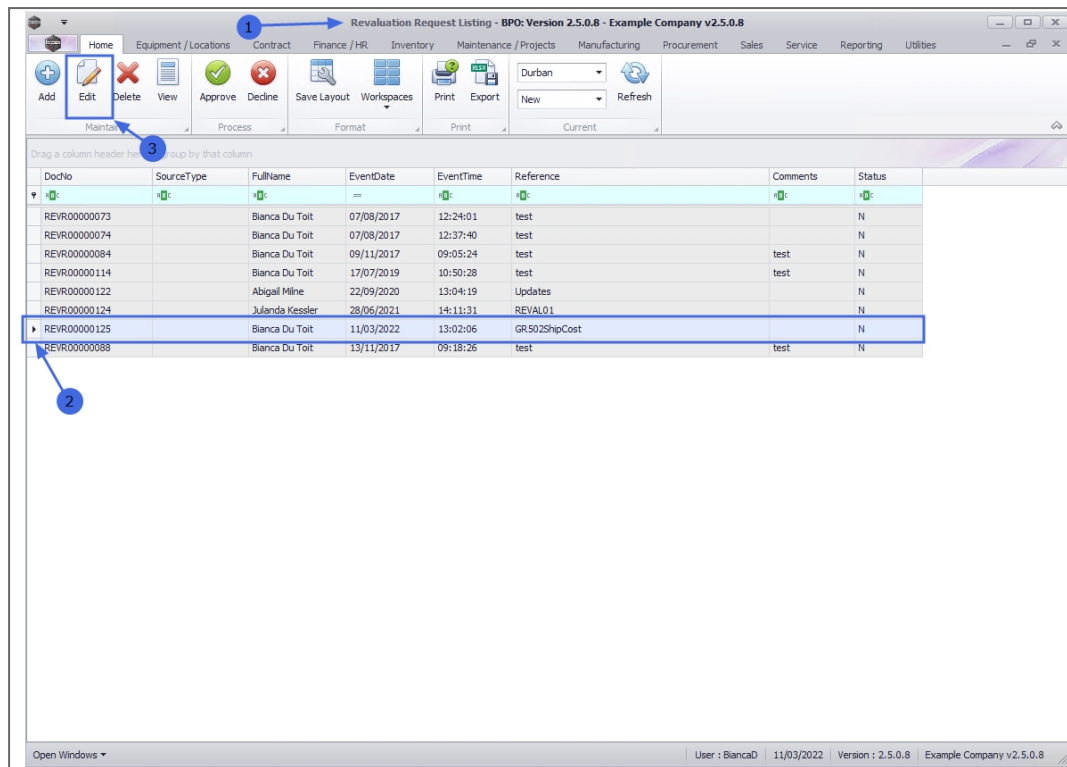 1
Revaluation Request Listing - BPO: Version 2.5.0.8 - Example Company v2.5.0.8
Home Equipment / Locations Contract Finance / HR Inventory Maintenance / Projects Manufacturing Procurement Sales Service Reporting Utilities
Durban
Add Edit Delete View Approve Decline Save Layout Workspaces Print Export New Refresh
Maintain Process Format Print Current
3
Drag a column header here to group by that column
DocNo SourceType FullName EventDate EventTime Reference Comments Status
REVR00000073 Bianca Du Toit 07/08/2017 12:24:01 test N
REVR00000074 Bianca Du Toit 07/08/2017 12:37:40 test N
REVR00000084 Bianca Du Toit 09/11/2017 09:05:24 test test N
REVR00000114 Bianca Du Toit 17/07/2019 10:50:28 test test N
REVR00000122 Abigail Milne 22/09/2020 13:04:19 Updates N
REVR00000124 Julanda Kessler 28/06/2021 14:11:31 REVAL01 N
REVR00000125 Bianca Du Toit 11/03/2022 13:02:06 GR502ShipCost N
REVR00000088 Bianca Du Toit 13/11/2017 09:18:26 test test N
2
Open Windows User : BiancaD 11/03/2022 Version : 2.5.0.8 Example Company v2.5.0.8